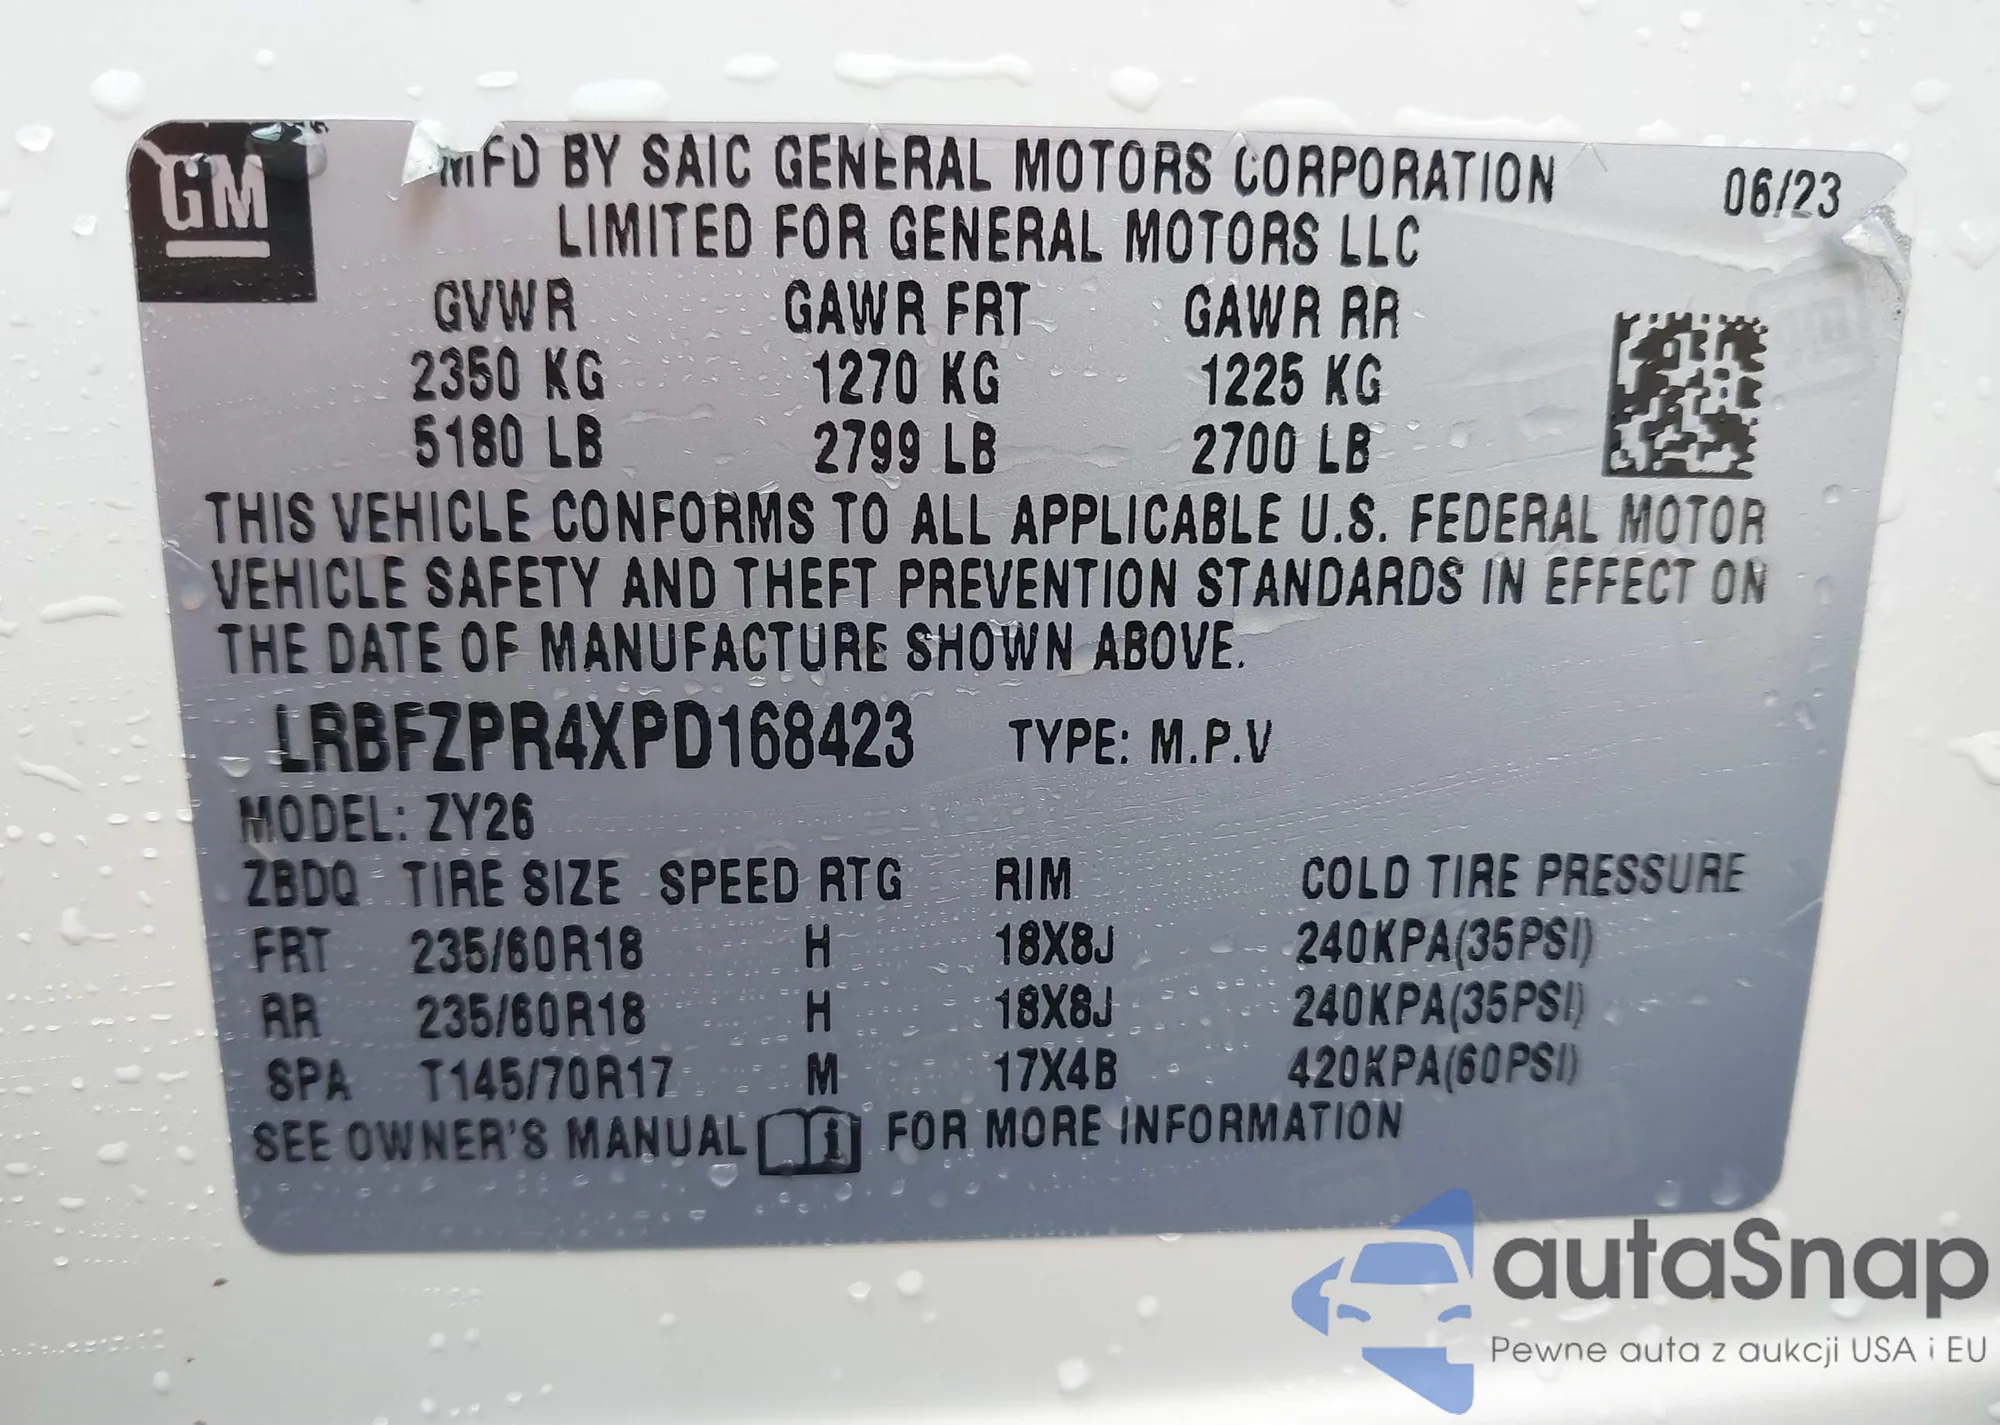 GM
MFD BY SAIC GENERAL MOTORS CORPORATION 06/23
LIMITED FOR GENERAL MOTORS LLC
GVWR GAWR FRT GAWR RR
2350 KG 1270 KG 1225 KG
5180 LB 2799 LB 2700 LB
THIS VEHICLE CONFORMS TO ALL APPLICABLE U.S. FEDERAL MOTOR
VEHICLE SAFETY AND THEFT PREVENTION STANDARDS IN EFFECT ON
THE DATE OF MANUFACTURE SHOWN ABOVE.
LRBFZPR4XPD168423 TYPE: M.P.V
MODEL: ZY26
ZBDQ TIRE SIZE SPEED RTG RIM COLD TIRE PRESSURE
FRT 235/60R18 H 18X8J 240KPA(35PSI)
RR 235/60R18 H 18X8J 240KPA(35PSI)
SPA T145/70R17 M 17X4B 420KPA(60PSI)
SEE OWNER'S MANUAL i FOR MORE INFORMATION
autaSnap
Pewne auta z aukcji USA i EU